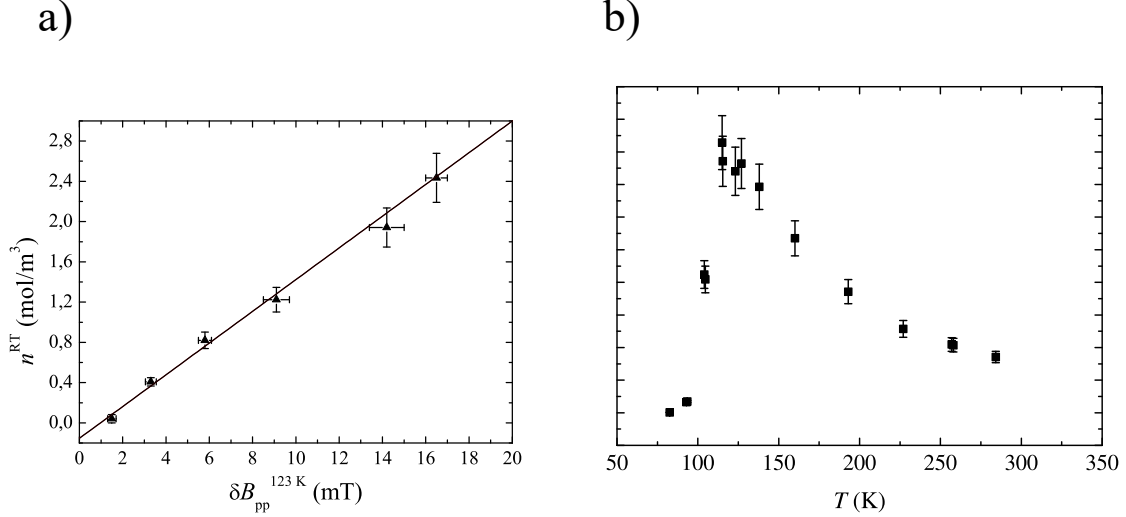 a)
b)
2,8
2,4
2,0
1,6
1,2
0,8
0,4
0,0
n^RT (mol/m^3)
0 2 4 6 8 10 12 14 16 18 20
δB_pp^123 K (mT)
50 100 150 200 250 300 350
T (K)